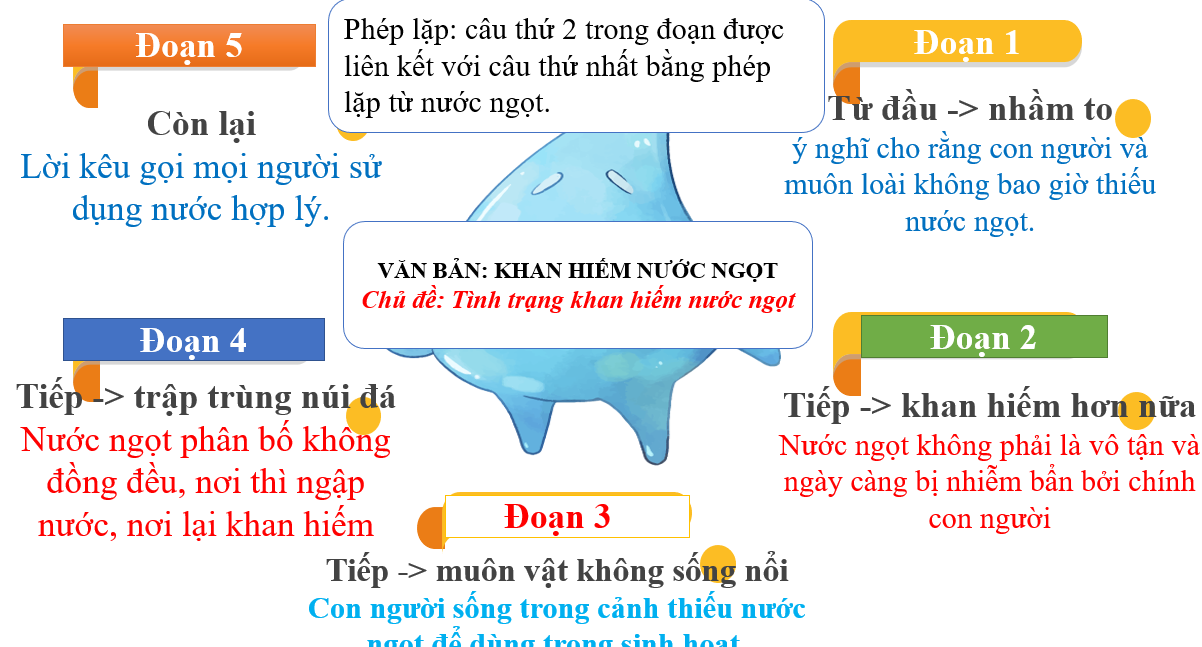 Phép lặp: câu thứ 2 trong đoạn được
liên kết với câu thứ nhất bằng phép
lặp từ nước ngọt.
VĂN BẢN: KHAN HIẾM NƯỚC NGỌT
Chủ đề: Tình trạng khan hiếm nước ngọt
Đoạn 1
Từ đầu -> nhầm to
ý nghĩ cho rằng con người và
muôn loài không bao giờ thiếu
nước ngọt.
Đoạn 2
Tiếp -> khan hiếm hơn nữa
Nước ngọt không phải là vô tận và
ngày càng bị nhiễm bẩn bởi chính
con người
Đoạn 3
Tiếp -> muôn vật không sống nổi
Con người sống trong cảnh thiếu nước
ngọt để dùng trong sinh hoạt
Đoạn 4
Tiếp -> trập trùng núi đá
Nước ngọt phân bố không
đồng đều, nơi thì ngập
nước, nơi lại khan hiếm
Đoạn 5
Còn lại
Lời kêu gọi mọi người sử
dụng nước hợp lý.